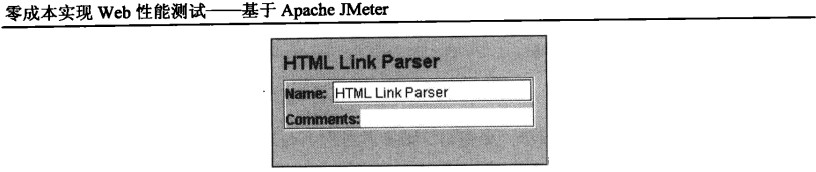 零成本实现 Web 性能测试——基于 Apache JMeter
HTML Link Parser
Name: HTML Link Parser
Comments: